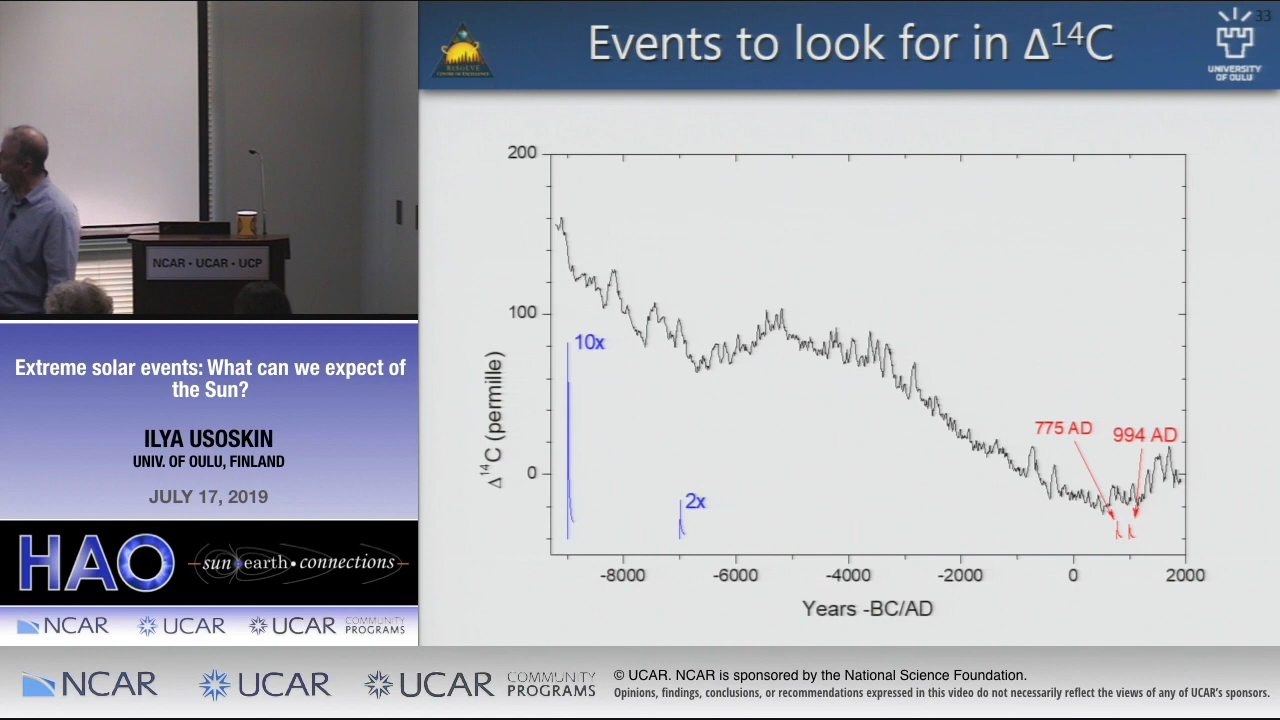 NCAR - UCAR - UCP
Extreme solar events: What can we expect of
the Sun?
ILYA USOSKIN
UNIV. OF OULU, FINLAND
JULY 17, 2019
HAO
sun earth • connections
NCAR
UCAR
UCAR
COMMUNITY
PROGRAMS
Events to look for in Δ¹⁴C
33
UNIVERSITY
OF OULU
200
100
0
Δ¹⁴C (permille)
10x
2x
775 AD
994 AD
-8000
-6000
-4000
-2000
0
2000
Years -BC/AD
NCAR
UCAR
UCAR
COMMUNITY
PROGRAMS
© UCAR. NCAR is sponsored by the National Science Foundation.
Opinions, findings, conclusions, or recommendations expressed in this video do not necessarily reflect the views of any of UCAR's sponsors.